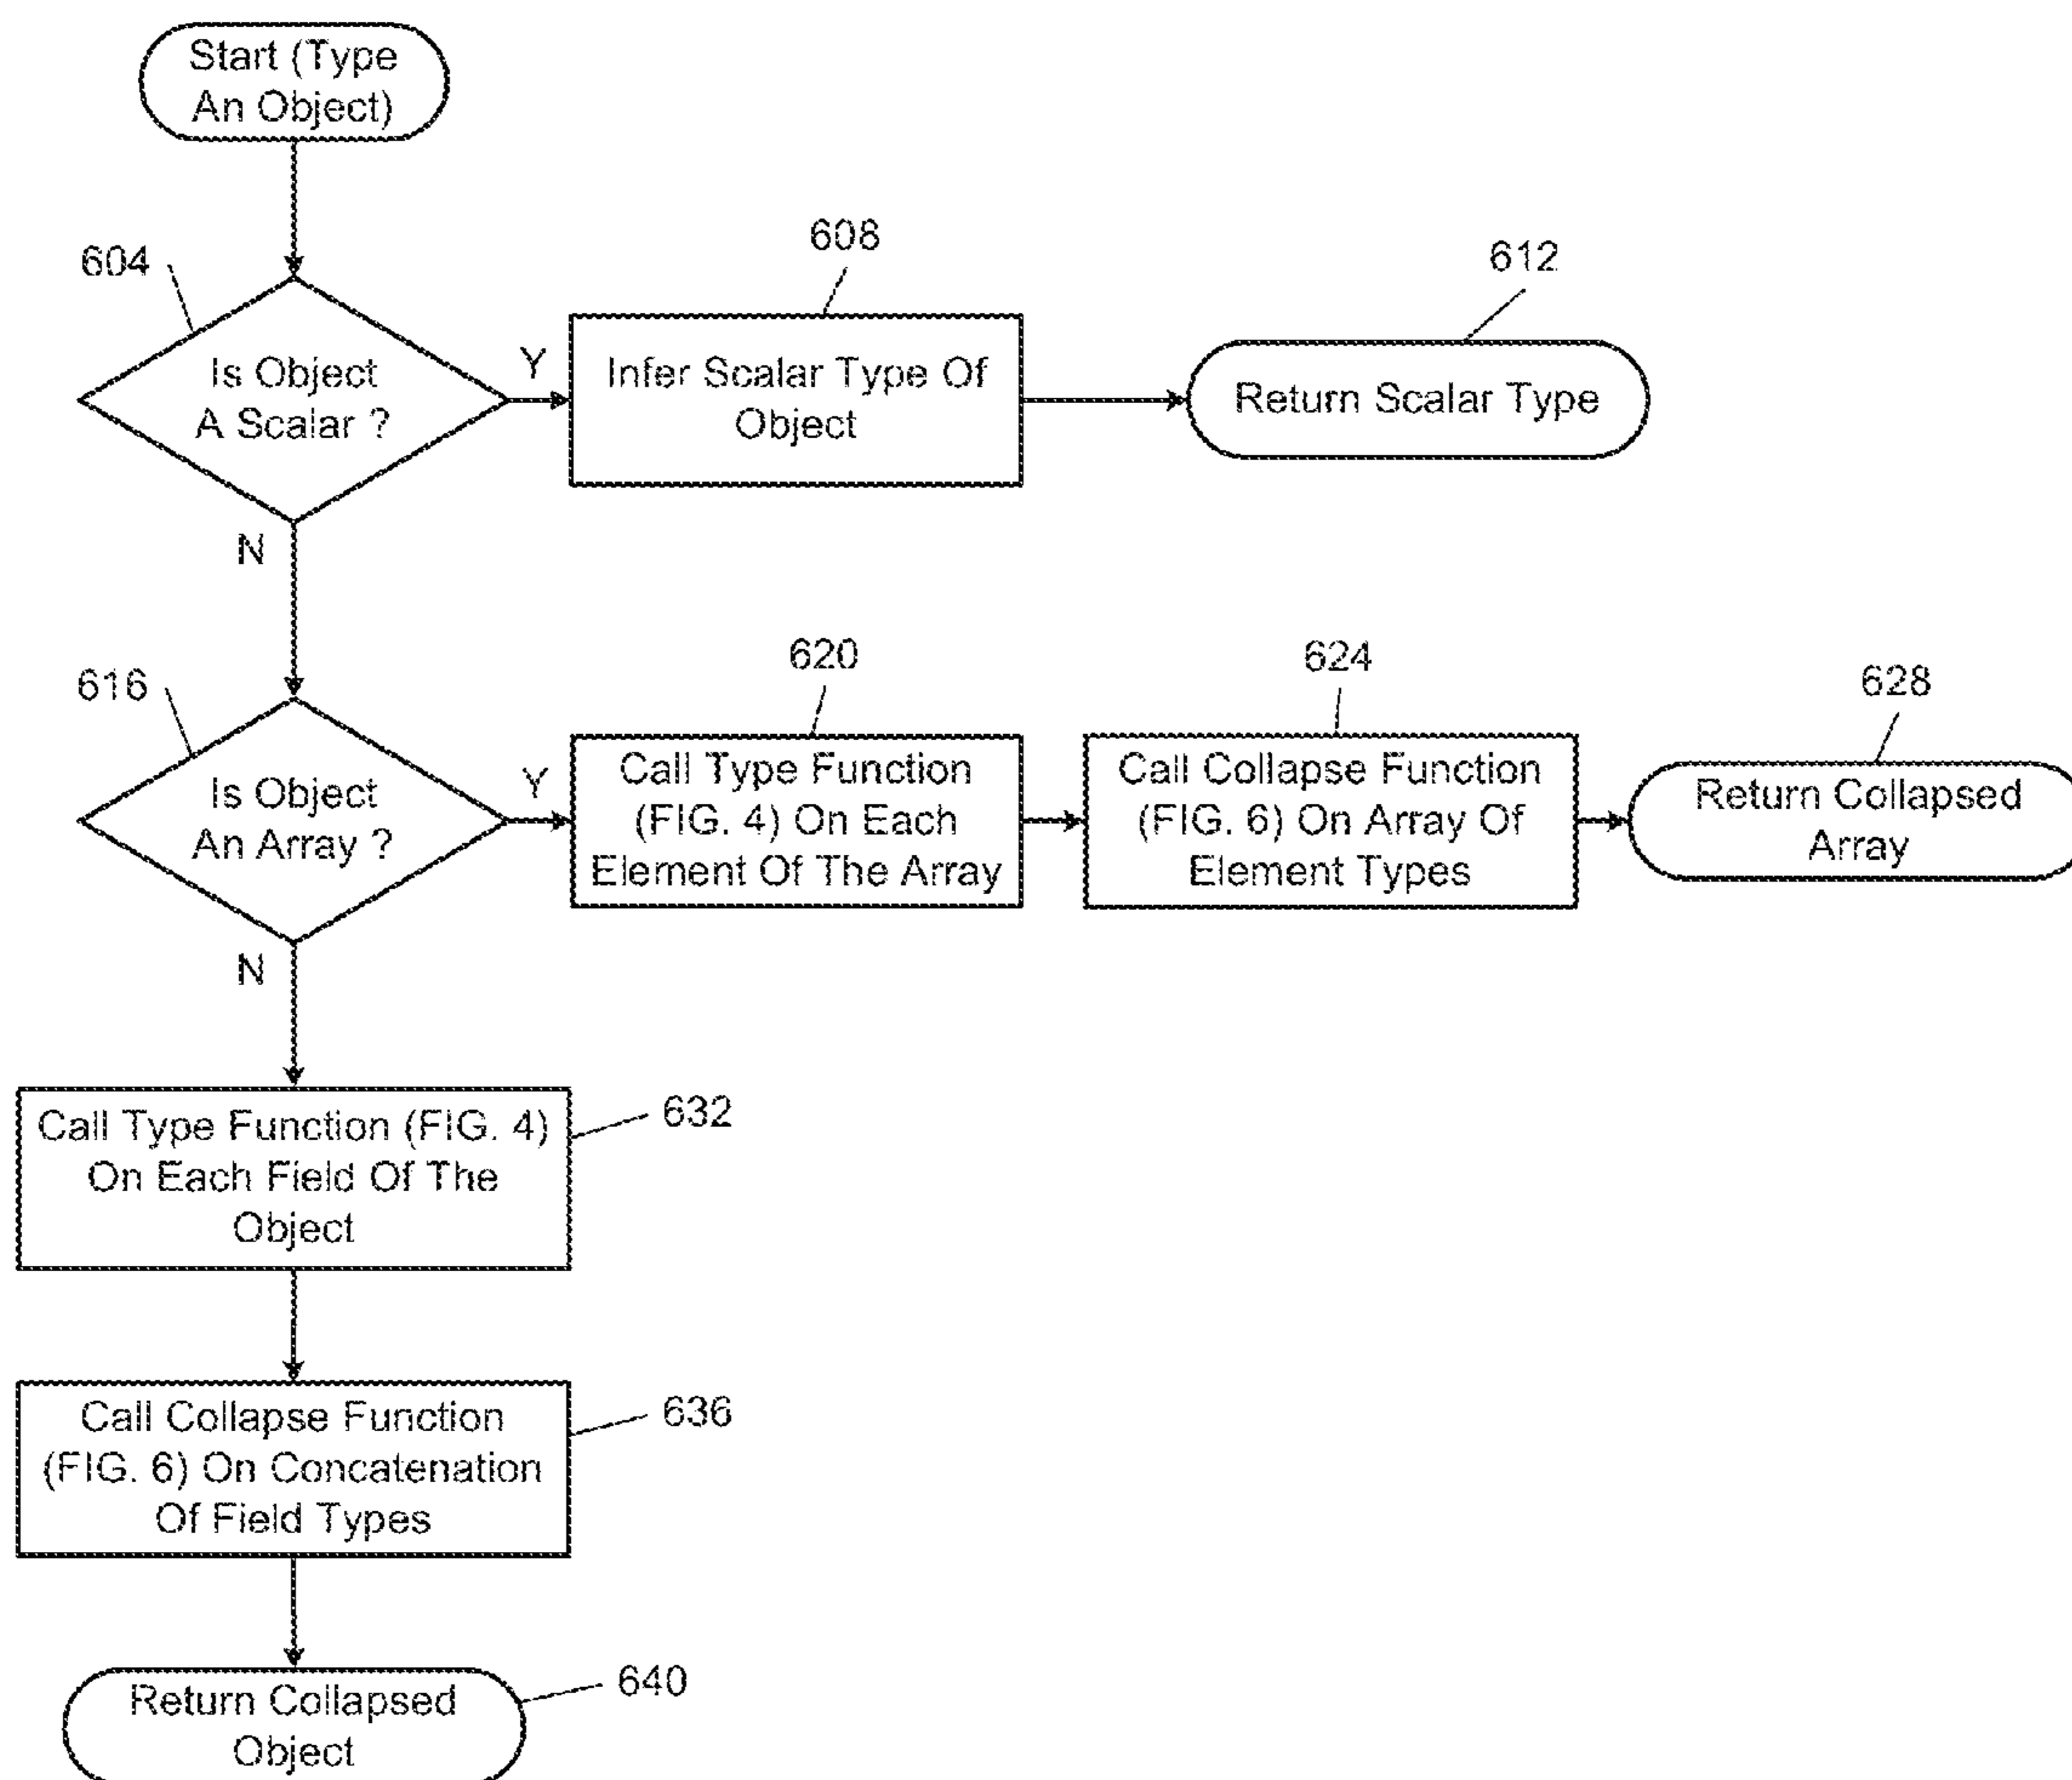 Start (Type
An Object)
604
Is Object
A Scalar ?
Y
608
Infer Scalar Type Of
Object
612
Return Scalar Type
N
616
Is Object
An Array ?
Y
620
Call Type Function
(FIG. 4) On Each
Element Of The Array
624
Call Collapse Function
(FIG. 6) On Array Of
Element Types
628
Return Collapsed
Array
N
632
Call Type Function (FIG. 4)
On Each Field Of The
Object
636
Call Collapse Function
(FIG. 6) On Concatenation
Of Field Types
640
Return Collapsed
Object